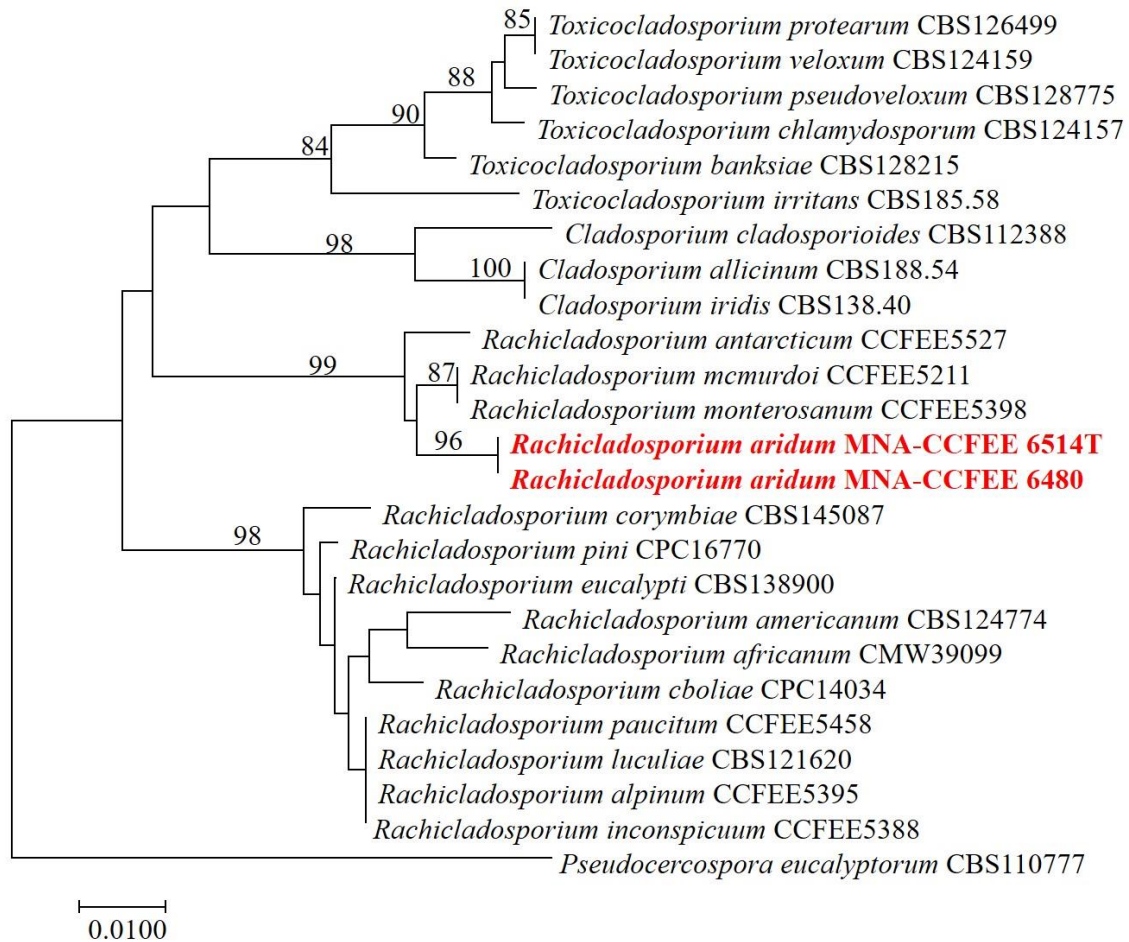 85
Toxicocladosporium protearum CBS126499
Toxicocladosporium veloxum CBS124159
88
Toxicocladosporium pseudoveloxum CBS128775
90
Toxicocladosporium chlamydosporum CBS124157
84
Toxicocladosporium banksiae CBS128215
Toxicocladosporium irritans CBS185.58
98
Cladosporium cladosporioides CBS112388
100
Cladosporium allicinum CBS188.54
Cladosporium iridis CBS138.40
Rachicladosporium antarcticum CCFEE5527
99
87
Rachicladosporium mcmurdoi CCFEE5211
Rachicladosporium monterosanum CCFEE5398
96
Rachicladosporium aridum MNA-CCFEE 6514T
Rachicladosporium aridum MNA-CCFEE 6480
98
Rachicladosporium corymbiae CBS145087
Rachicladosporium pini CPC16770
Rachicladosporium eucalypti CBS138900
Rachicladosporium americanum CBS124774
Rachicladosporium africanum CMW39099
Rachicladosporium cboliae CPC14034
Rachicladosporium paucitum CCFEE5458
Rachicladosporium luculiae CBS121620
Rachicladosporium alpinum CCFEE5395
Rachicladosporium inconspicuum CCFEE5388
Pseudocercospora eucalyptorum CBS110777
0.0100